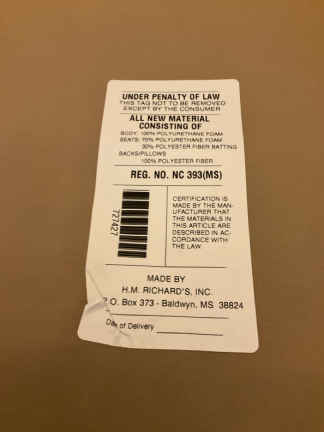 UNDER PENALTY OF LAW
THIS TAG NOT TO BE REMOVED
EXCEPT BY THE CONSUMER
ALL NEW MATERIAL
CONSISTING OF
BODY: 100% POLYURETHANE FOAM
SEATS: 70% POLYURETHANE FOAM
30% POLYESTER FIBER BATTING
BACKS/PILLOWS
100% POLYESTER FIBER
REG. NO. NC 393(MS)
727427
CERTIFICATION IS
MADE BY THE MAN-
UFACTURER THAT
THE MATERIALS IN
THIS ARTICLE ARE
DESCRIBED IN AC-
CORDANCE WITH
THE LAW
MADE BY
H.M. RICHARD'S, INC.
P.O. Box 373 - Baldwyn, MS 38824
of Delivery